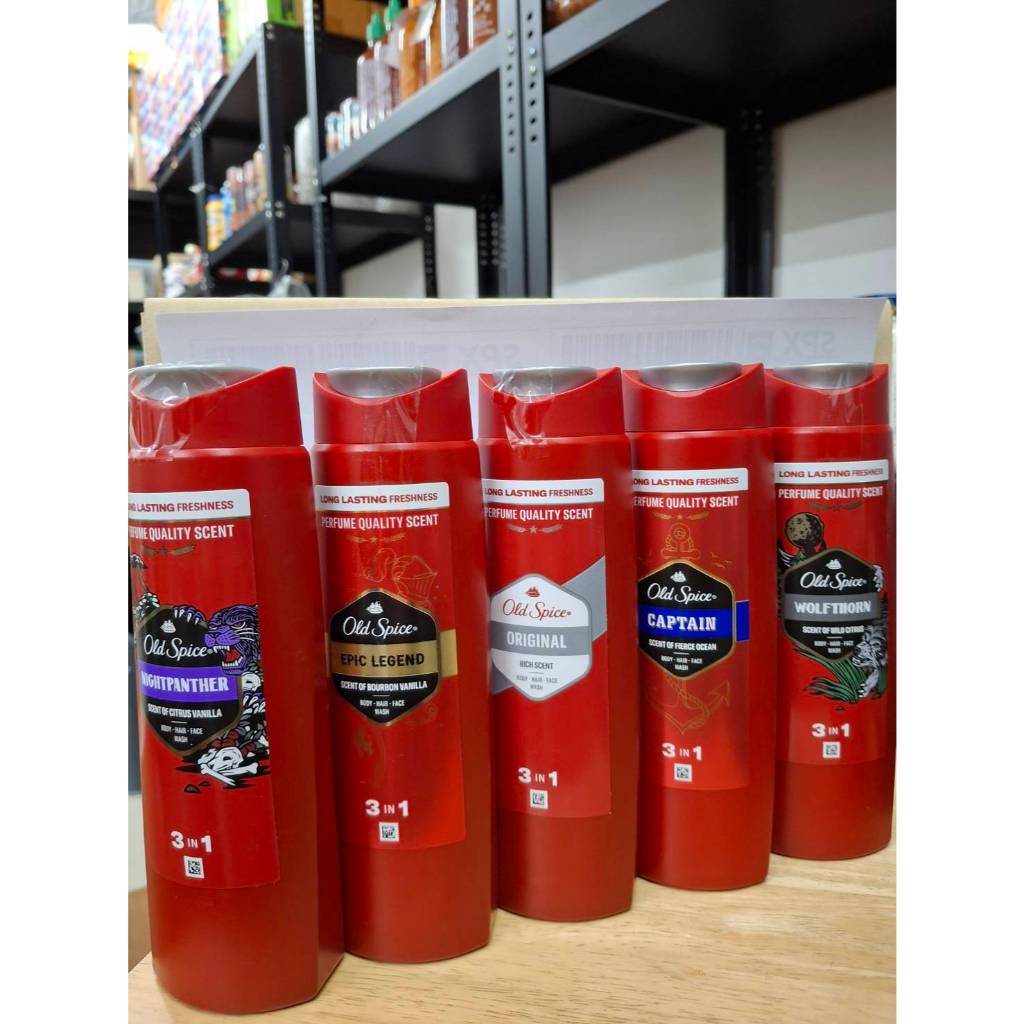 LONG LASTING FRESHNESS
PERFUME QUALITY SCENT
Old Spice
NIGHTPANTHER
SCENT OF CITRUS VANILLA
BODY - HAIR - FACE
WASH
3 IN 1
LONG LASTING FRESHNESS
PERFUME QUALITY SCENT
Old Spice
EPIC LEGEND
SCENT OF BOURBON VANILLA
BODY - HAIR - FACE
WASH
3 IN 1
LONG LASTING FRESHNESS
PERFUME QUALITY SCENT
Old Spice
ORIGINAL
RICH SCENT
BODY - HAIR - FACE
WASH
3 IN 1
LONG LASTING FRESHNESS
PERFUME QUALITY SCENT
Old Spice
CAPTAIN
SCENT OF FIERCE OCEAN
BODY - HAIR - FACE
WASH
3 IN 1
LONG LASTING FRESHNESS
PERFUME QUALITY SCENT
Old Spice
WOLFTHORN
SCENT OF WILD CITRUS
BODY - HAIR - FACE
WASH
3 IN 1